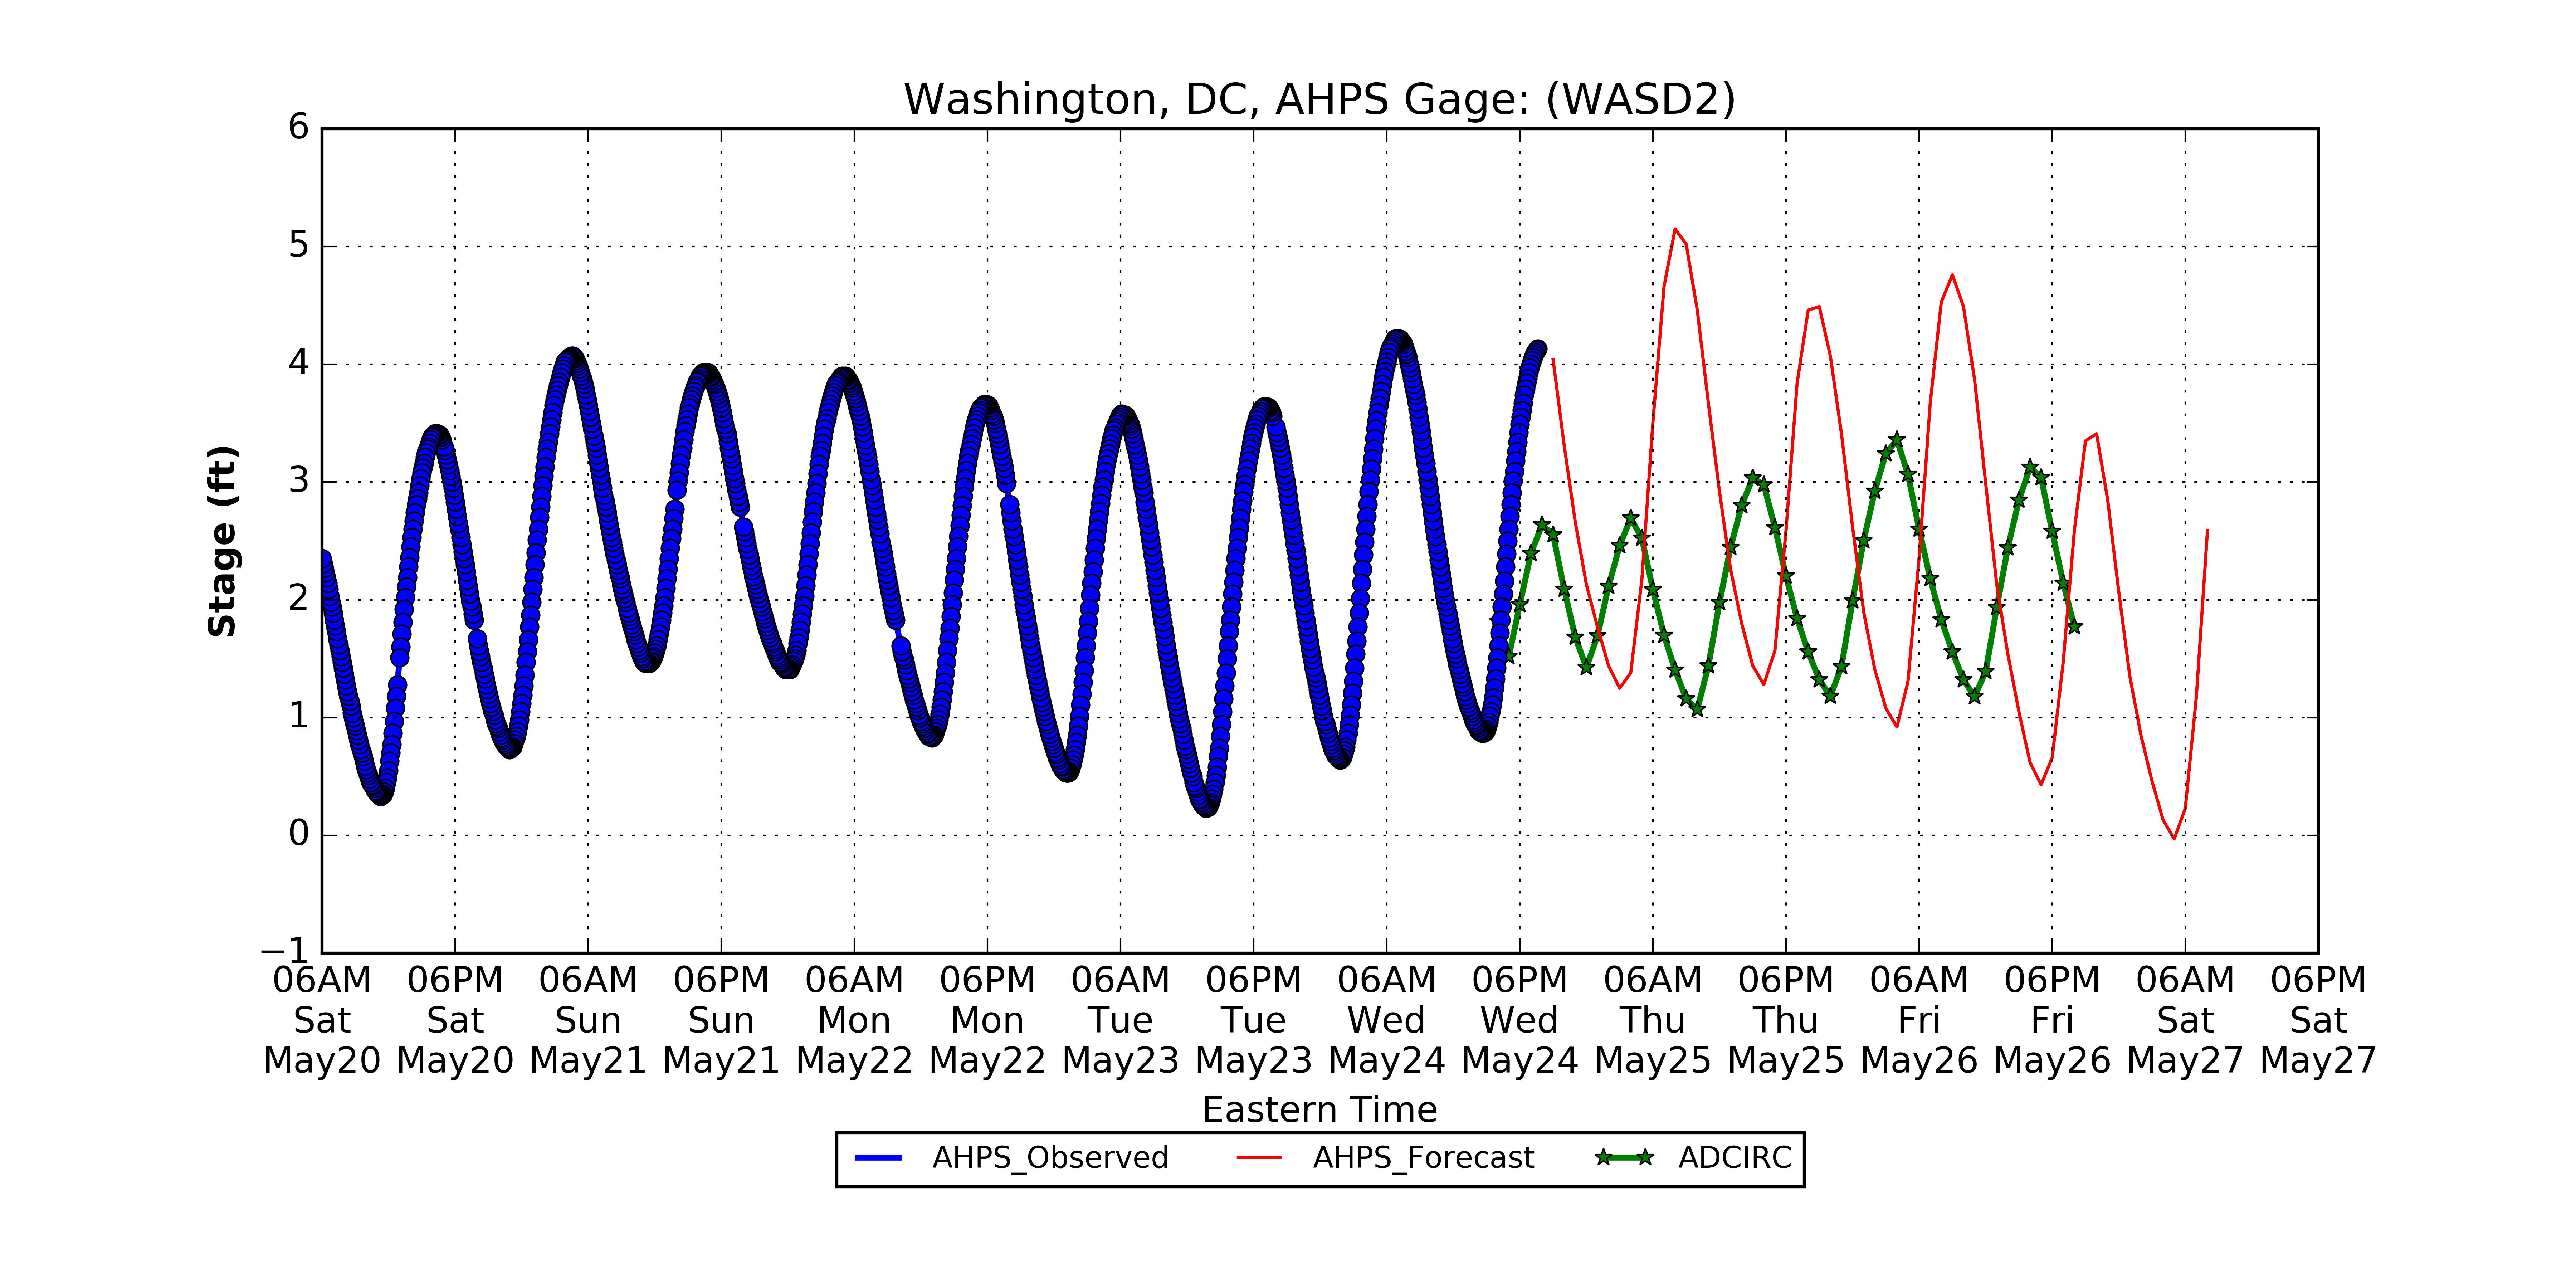 Washington, DC, AHPS Gage: (WASD2)
6
5
4
3
2
1
0
−1
Stage (ft)
06AM 06PM 06AM 06PM 06AM 06PM 06AM 06PM 06AM 06PM 06AM 06PM 06AM 06PM 06AM 06PM
Sat Sat Sun Sun Mon Mon Tue Tue Wed Wed Thu Thu Fri Fri Sat Sat
May20 May20 May21 May21 May22 May22 May23 May23 May24 May24 May25 May25 May26 May26 May27 May27
Eastern Time
AHPS_Observed AHPS_Forecast ADCIRC